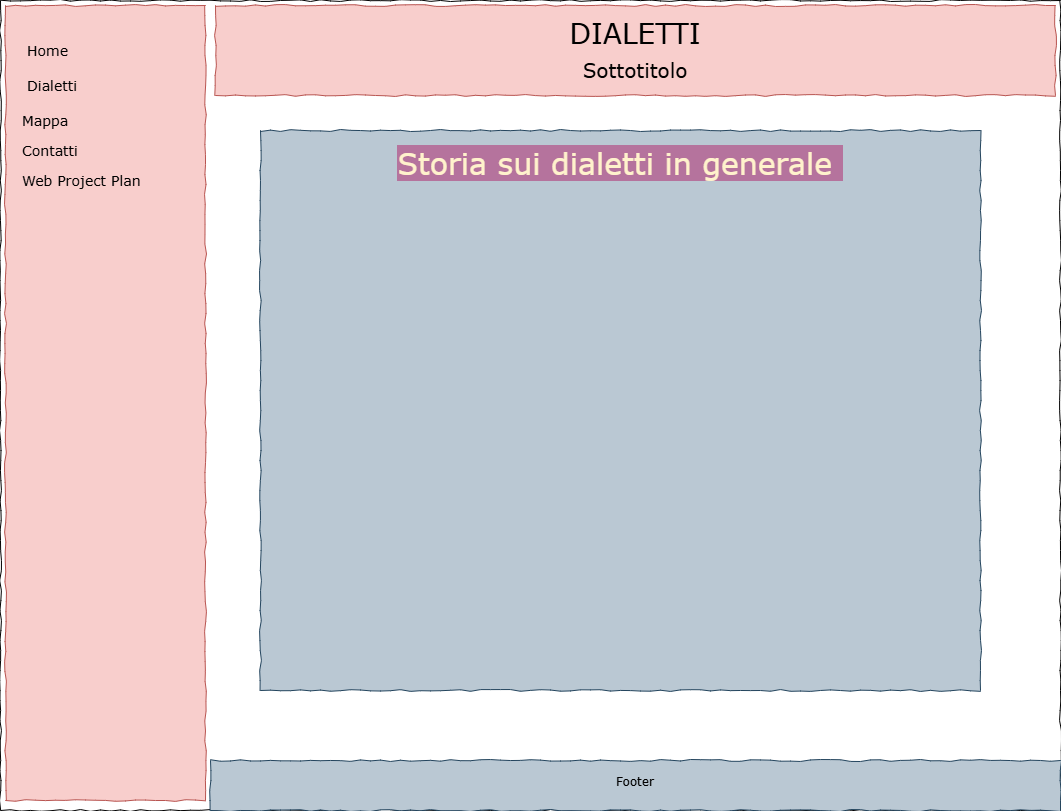 Home
Dialetti
Mappa
Contatti
Web Project Plan
DIALETTI
Sottotitolo
Storia sui dialetti in generale
Footer